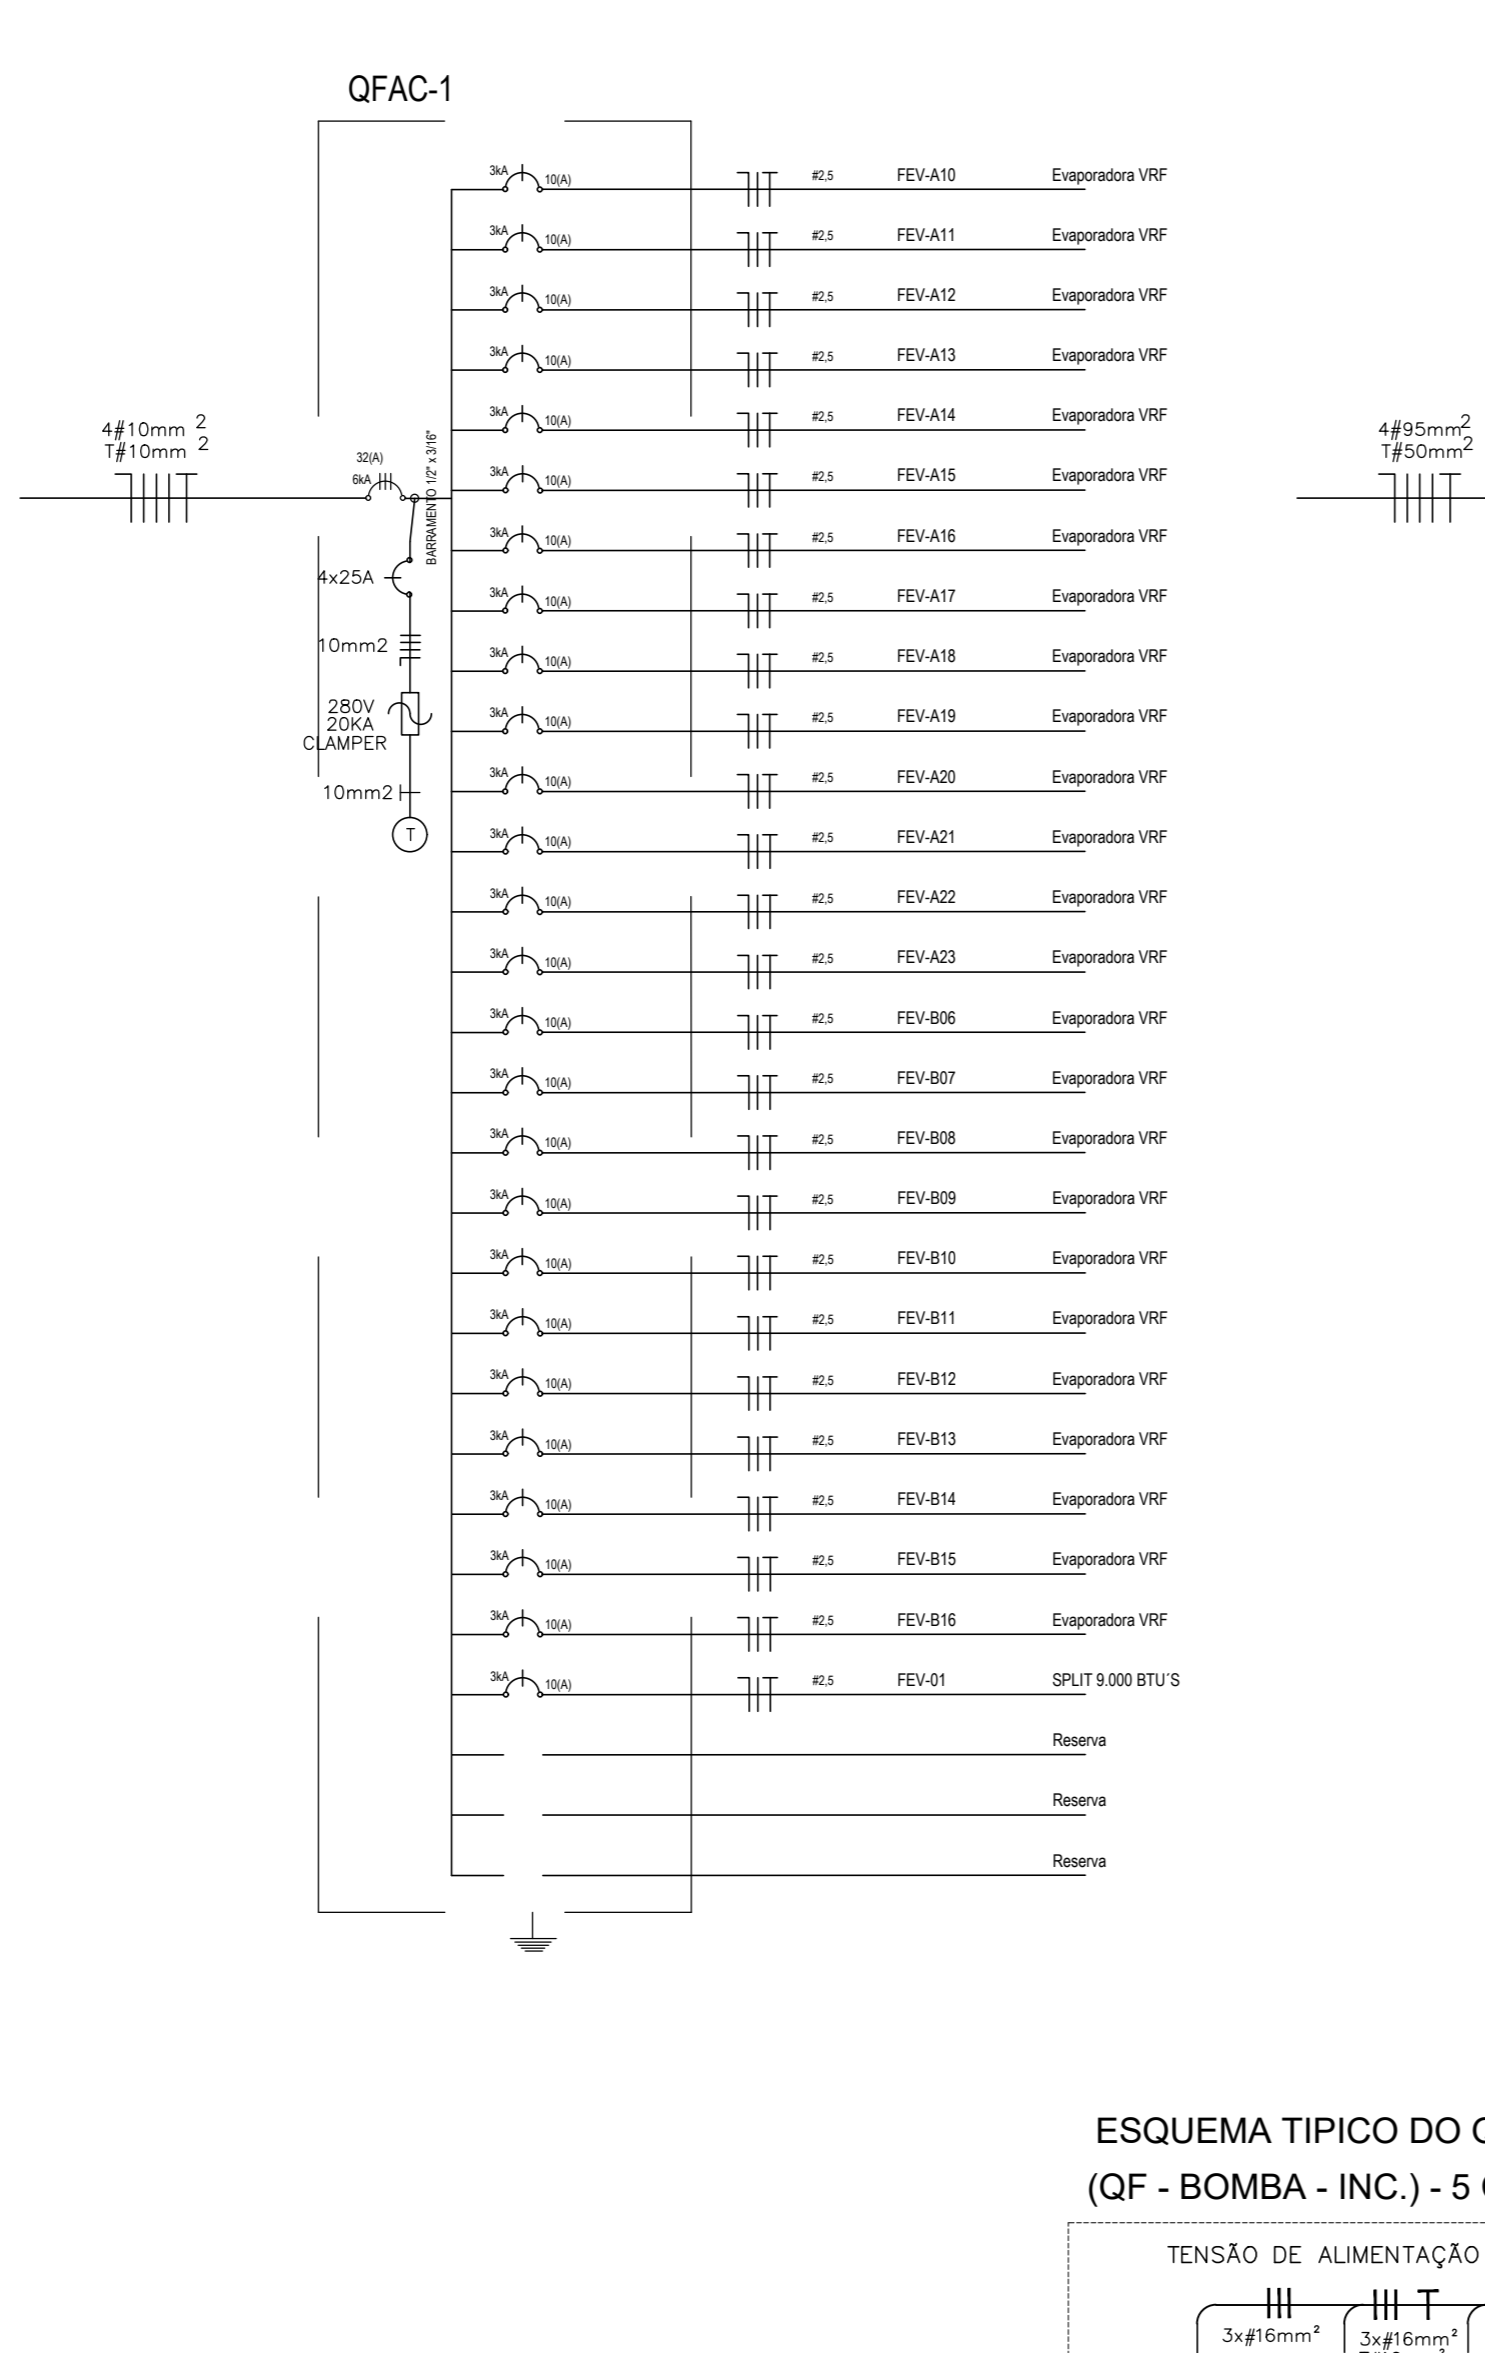 QFAC-1
3kA 10(A) #2,5 FEV-A10 Evaporadora VRF
3kA 10(A) #2,5 FEV-A11 Evaporadora VRF
3kA 10(A) #2,5 FEV-A12 Evaporadora VRF
3kA 10(A) #2,5 FEV-A13 Evaporadora VRF
3kA 10(A) #2,5 FEV-A14 Evaporadora VRF
4#10mm 2
T#10mm 2
32(A)
6kA
BARRAMENTO 1/2" x 3/16"
4#95mm2
T#50mm2
3kA 10(A) #2,5 FEV-A15 Evaporadora VRF
3kA 10(A) #2,5 FEV-A16 Evaporadora VRF
4x25A
3kA 10(A) #2,5 FEV-A17 Evaporadora VRF
10mm2
3kA 10(A) #2,5 FEV-A18 Evaporadora VRF
280V
20KA
CLAMPER
3kA 10(A) #2,5 FEV-A19 Evaporadora VRF
3kA 10(A) #2,5 FEV-A20 Evaporadora VRF
10mm2
T
3kA 10(A) #2,5 FEV-A21 Evaporadora VRF
3kA 10(A) #2,5 FEV-A22 Evaporadora VRF
3kA 10(A) #2,5 FEV-A23 Evaporadora VRF
3kA 10(A) #2,5 FEV-B06 Evaporadora VRF
3kA 10(A) #2,5 FEV-B07 Evaporadora VRF
3kA 10(A) #2,5 FEV-B08 Evaporadora VRF
3kA 10(A) #2,5 FEV-B09 Evaporadora VRF
3kA 10(A) #2,5 FEV-B10 Evaporadora VRF
3kA 10(A) #2,5 FEV-B11 Evaporadora VRF
3kA 10(A) #2,5 FEV-B12 Evaporadora VRF
3kA 10(A) #2,5 FEV-B13 Evaporadora VRF
3kA 10(A) #2,5 FEV-B14 Evaporadora VRF
3kA 10(A) #2,5 FEV-B15 Evaporadora VRF
3kA 10(A) #2,5 FEV-B16 Evaporadora VRF
3kA 10(A) #2,5 FEV-01 SPLIT 9.000 BTU´S
Reserva
Reserva
Reserva
ESQUEMA TIPICO DO
(QF - BOMBA - INC.) - 5
TENSÃO DE ALIMENTAÇÃO
3x#16mm²
3x#16mm²